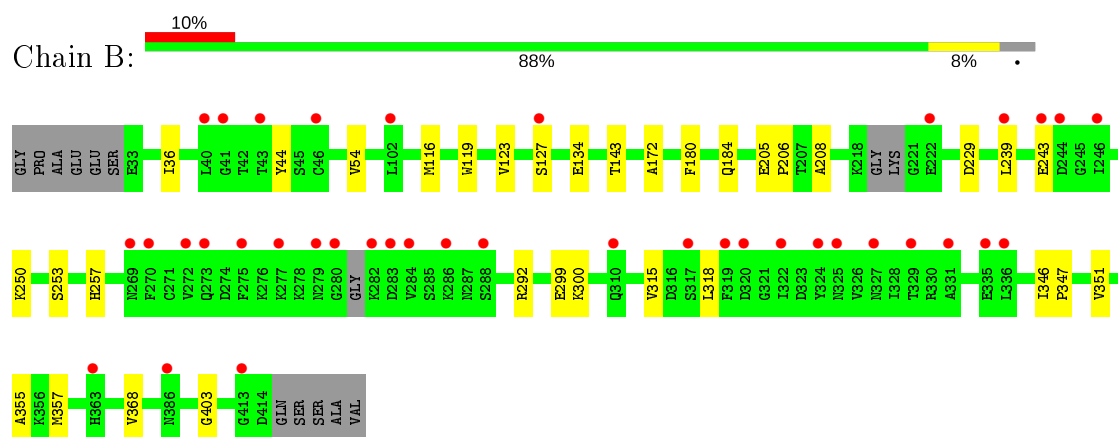 10%
Chain B:
88% 8% •
GLY PRO ALA GLU GLU SER E33 I36 L40 G41 T42 T43 Y44 S45 C46 V54 L102 M116 W119 V123 S127 E134 T143 A172 F180 Q184 E205 P206 T207 A208 K218 GLY LYS G221 E222 D229 L239 E243 D244 G245 I246
K250 S253 H257 N269 F270 C271 V272 Q273 D274 F275 K276 K277 K278 N279 G280 GLY K282 D283 V284 S285 K286 N287 S288 R292 E299 K300 Q310 V315 D316 S317 L318 F319 D320 G321 I322 D323 Y324 N325 V326 N327 I328 T329 R330 A331 E335 L336 I346 P347 V351
A355 K356 M357 H363 V368 N386 G403 G413 D414 GLN SER SER ALA VAL